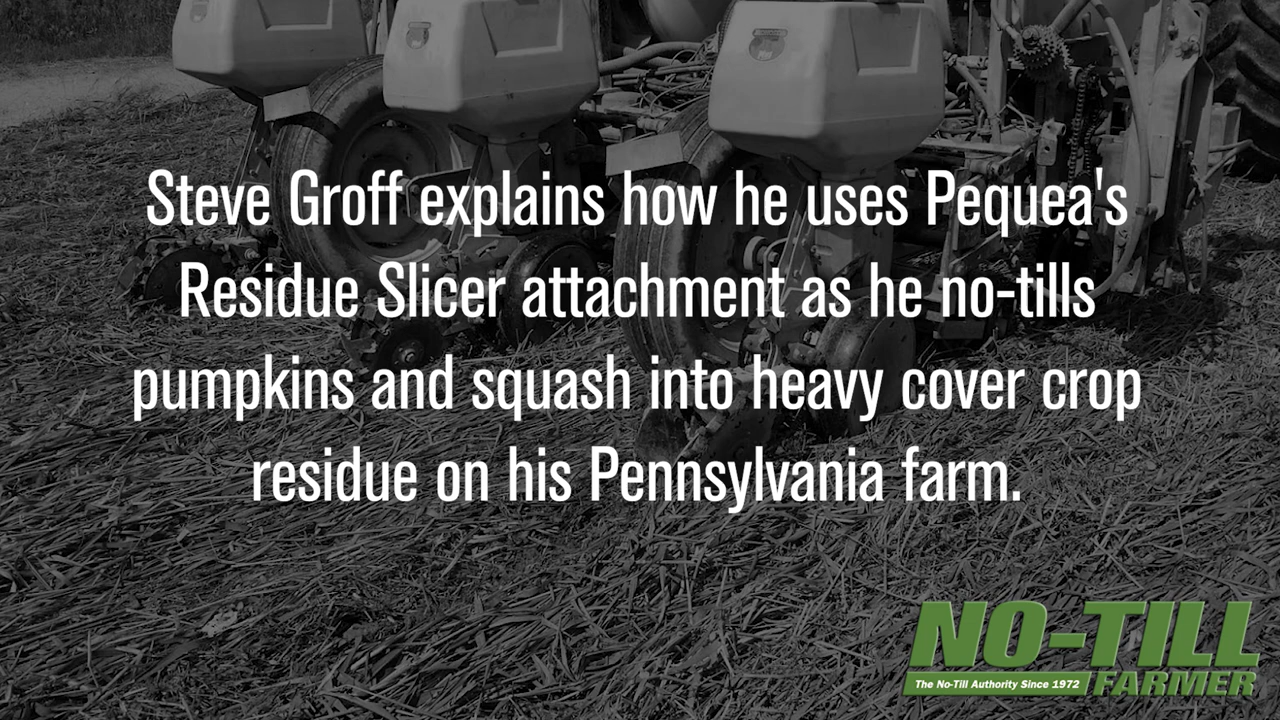 Steve Groff explains how he uses Pequea's
Residue Slicer attachment as he no-tills
pumpkins and squash into heavy cover crop
residue on his Pennsylvania farm.
NO-TILL
The No-Till Authority Since 1972 FARMER